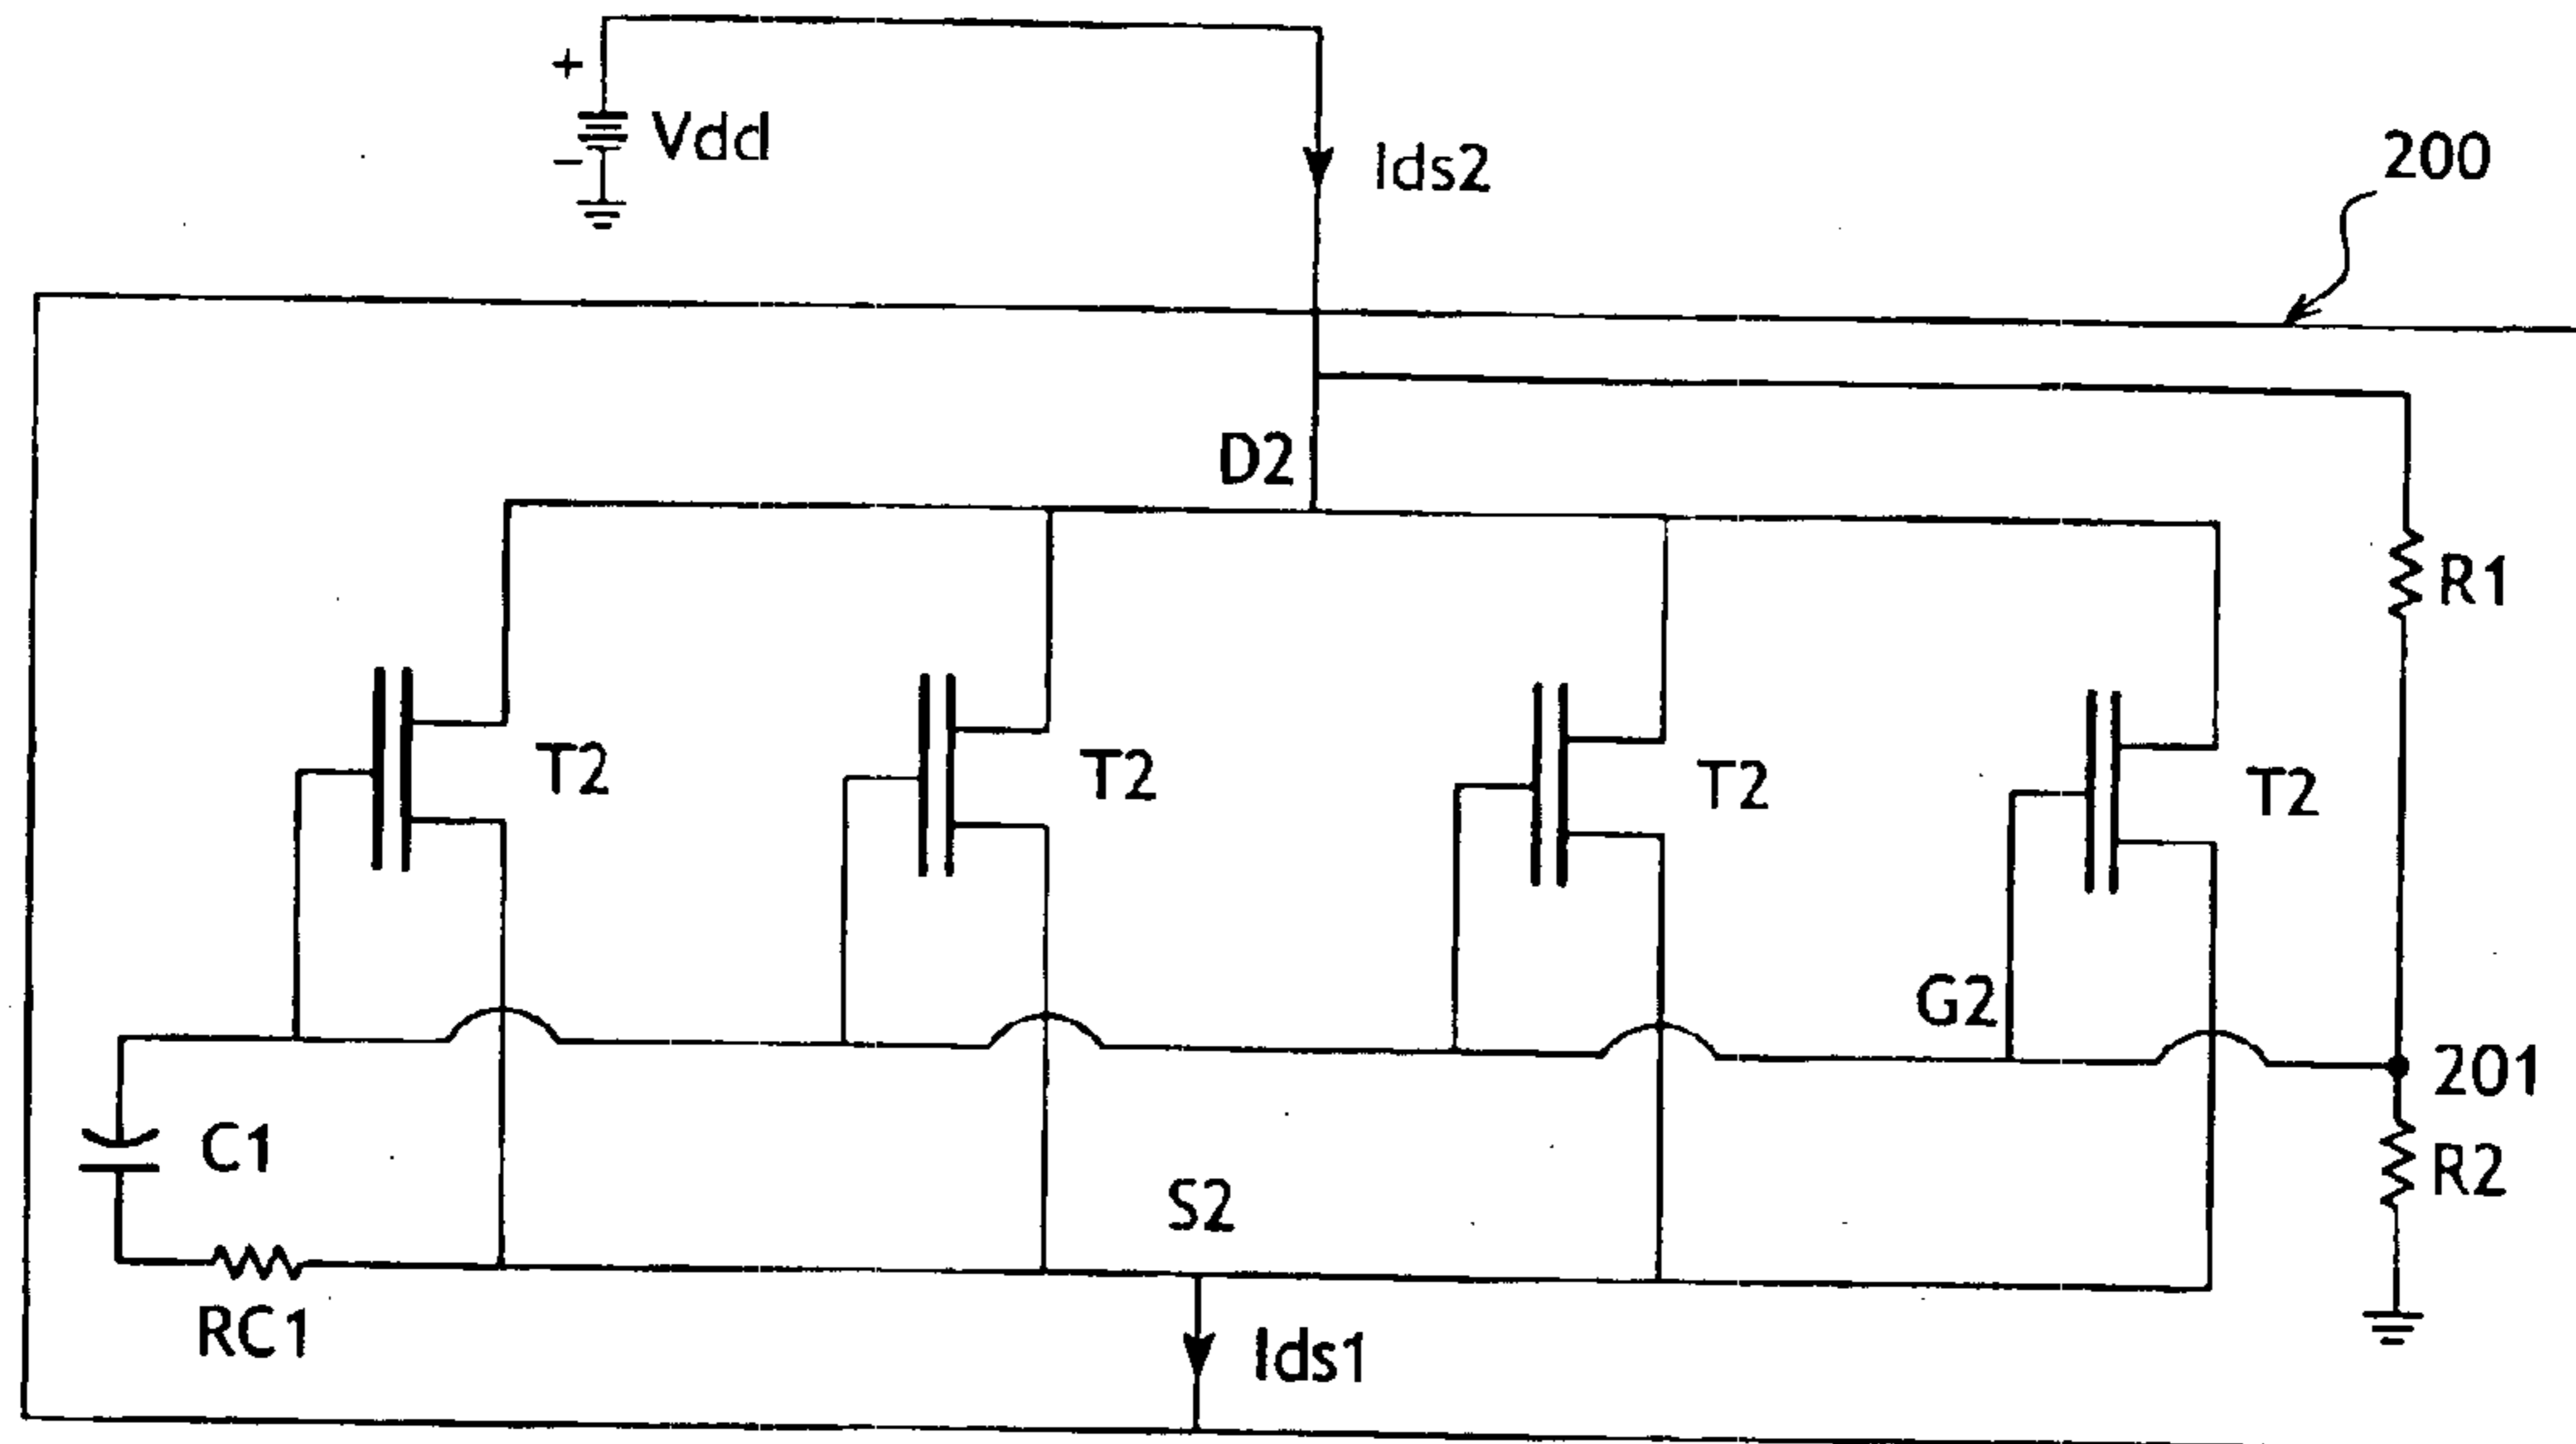 +
Vdd
−
Ids2
200
D2
R1
T2 T2 T2 T2
G2
201
C1
R2
S2
RC1
Ids1